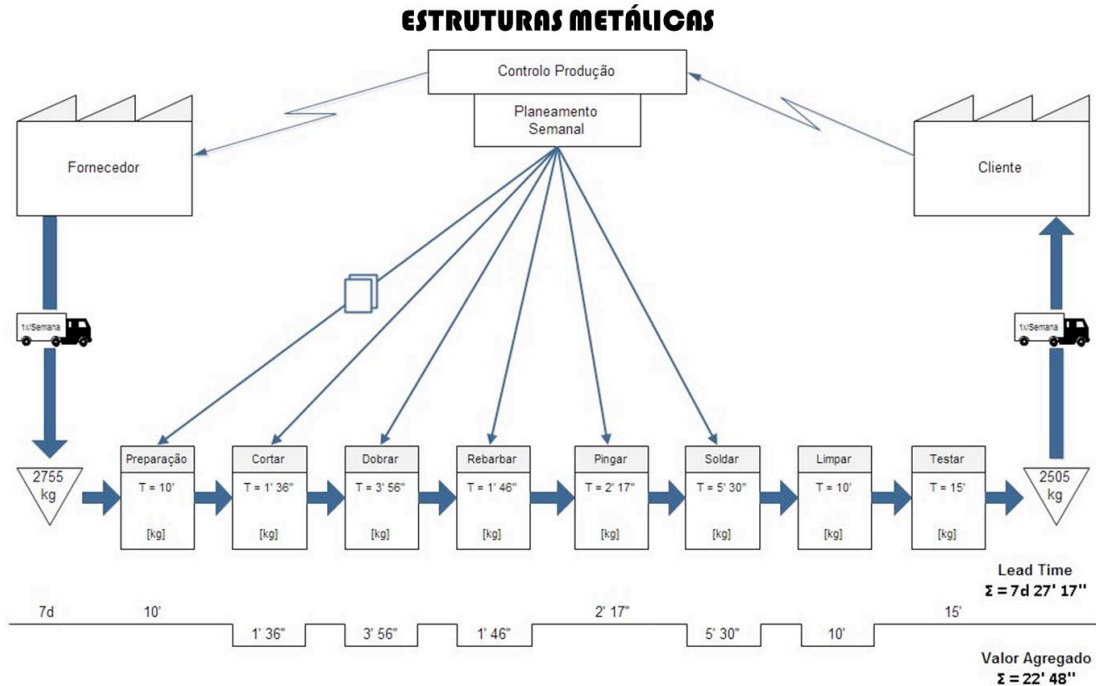 ESTRUTURAS METÁLICAS
Controlo Produção
Planeamento
Semanal
Fornecedor
Cliente
1x/Semana
1x/Semana
2755
kg
Preparação
T = 10'
[kg]
Cortar
T = 1' 36"
[kg]
Dobrar
T = 3' 56"
[kg]
Rebarbar
T = 1' 46"
[kg]
Pingar
T = 2' 17"
[kg]
Soldar
T = 5' 30"
[kg]
Limpar
T = 10'
[kg]
Testar
T = 15'
[kg]
2505
kg
Lead Time
Σ = 7d 27' 17"
7d
10'
1' 36"
3' 56"
1' 46"
2' 17"
5' 30"
10'
15'
Valor Agregado
Σ = 22' 48"